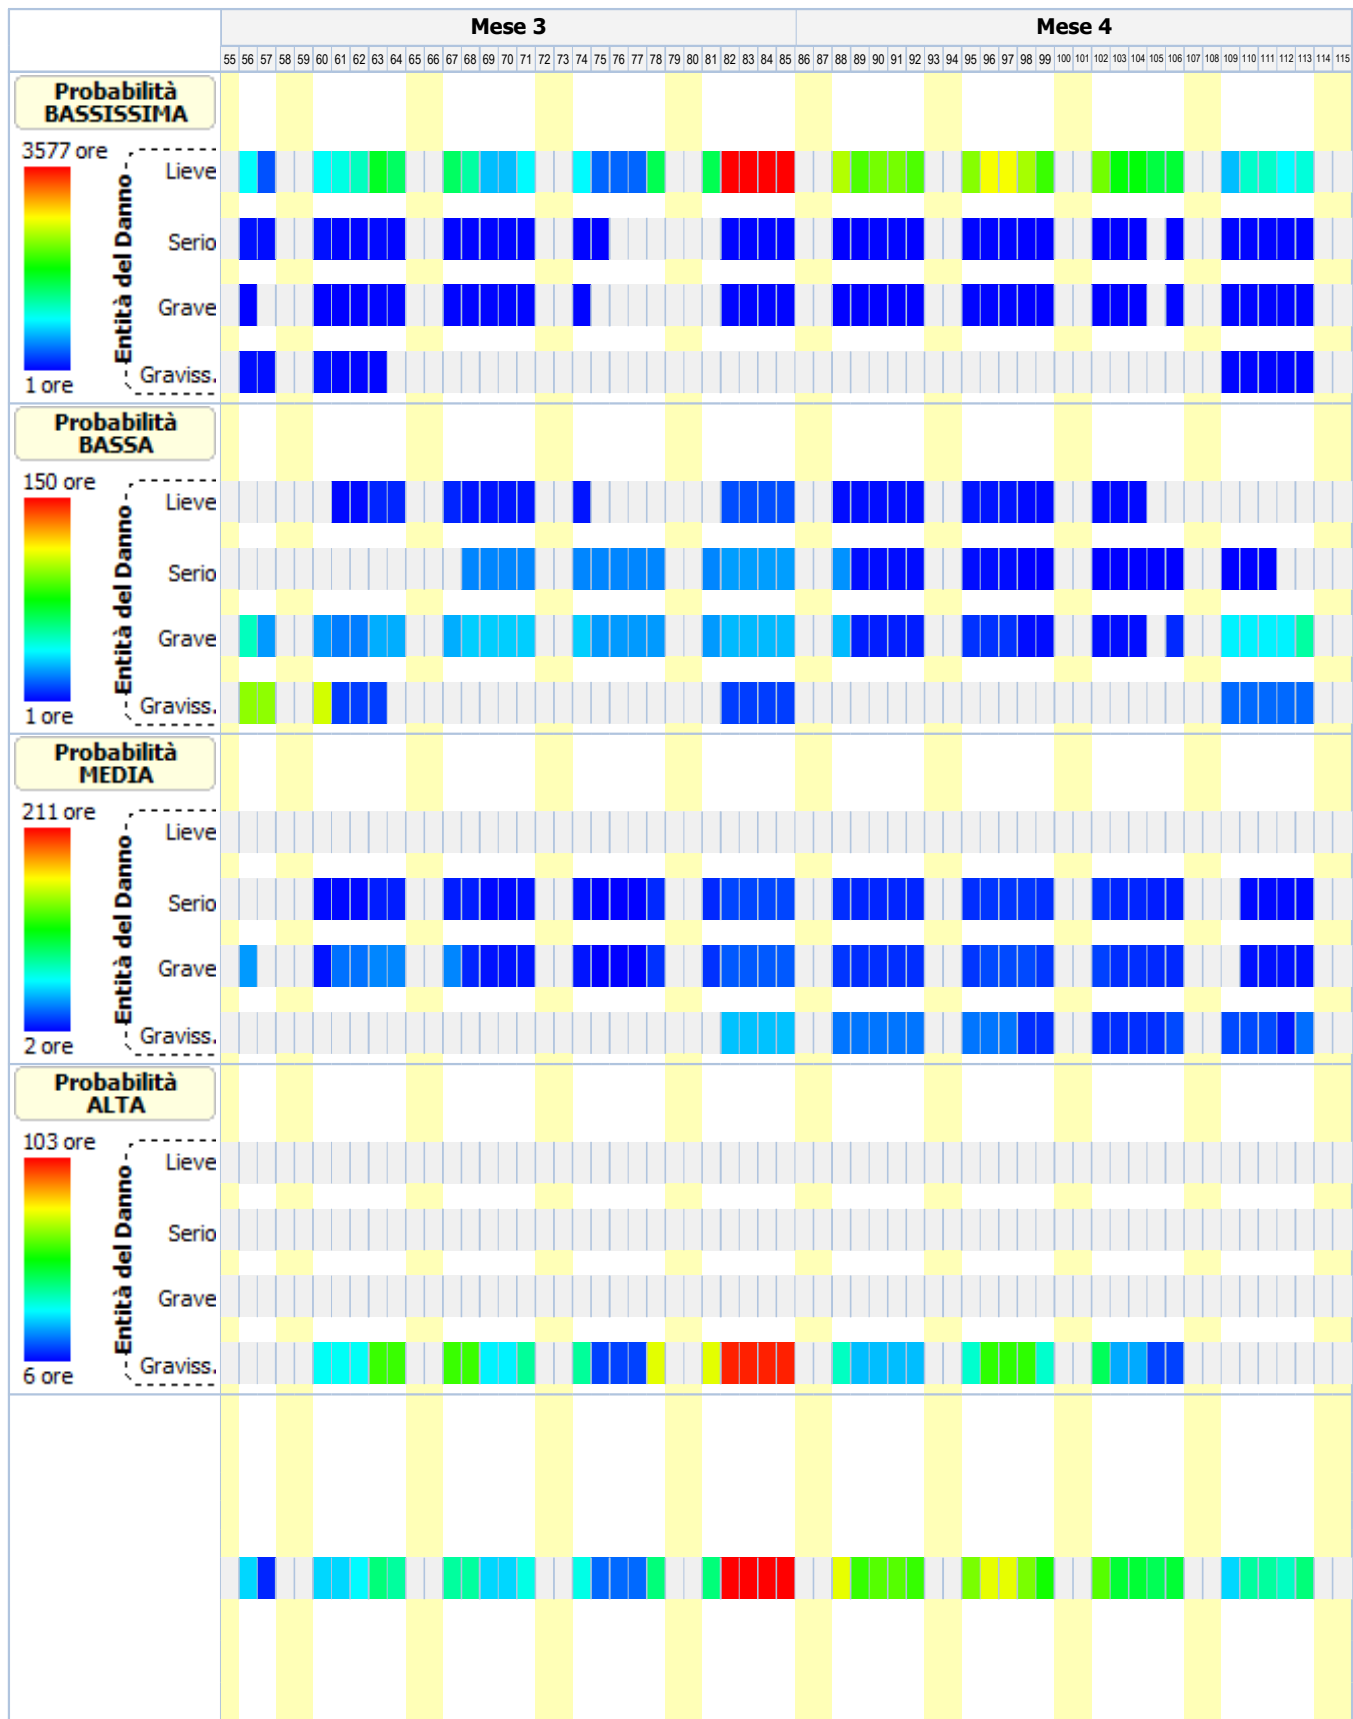 Mese 3 Mese 4
55 56 57 58 59 60 61 62 63 64 65 66 67 68 69 70 71 72 73 74 75 76 77 78 79 80 81 82 83 84 85 86 87 88 89 90 91 92 93 94 95 96 97 98 99 100 101 102 103 104 105 106 107 108 109 110 111 112 113 114 115
Probabilità
BASSISSIMA
3577 ore
Entità del Danno
Lieve
Serio
Grave
Graviss.
1 ore
Probabilità
BASSA
150 ore
Entità del Danno
Lieve
Serio
Grave
Graviss.
1 ore
Probabilità
MEDIA
211 ore
Entità del Danno
Lieve
Serio
Grave
Graviss.
2 ore
Probabilità
ALTA
103 ore
Entità del Danno
Lieve
Serio
Grave
Graviss.
6 ore